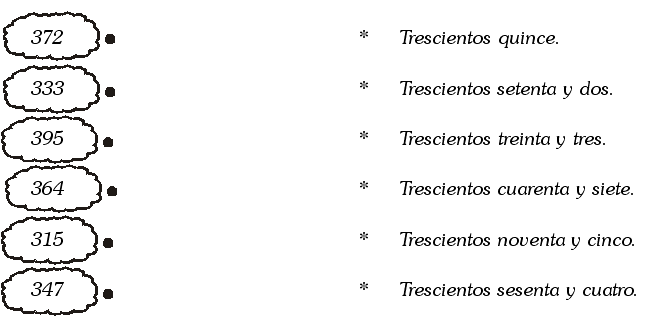 372 * Trescientos quince.
333 * Trescientos setenta y dos.
395 * Trescientos treinta y tres.
364 * Trescientos cuarenta y siete.
315 * Trescientos noventa y cinco.
347 * Trescientos sesenta y cuatro.